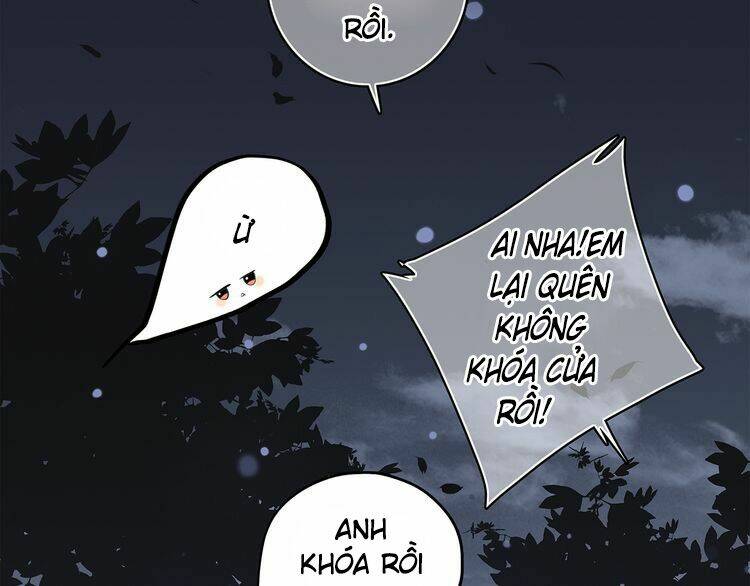 RỒI.
Ừ
AI NHA!EM
LẠI QUÊN
KHÔNG
KHÓA CỬA
RỒI!
ANH
KHÓA RỒI